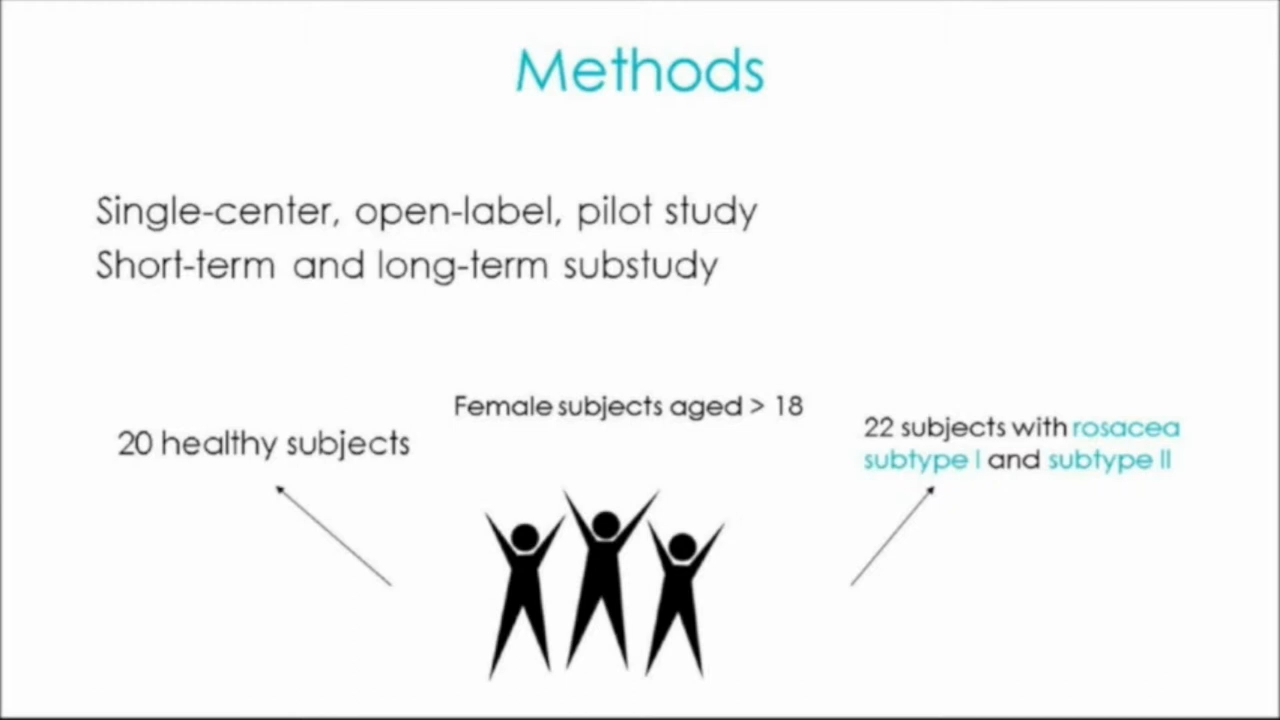 Methods
Single-center, open-label, pilot study
Short-term and long-term substudy
Female subjects aged > 18
20 healthy subjects
22 subjects with rosacea
subtype I and subtype II